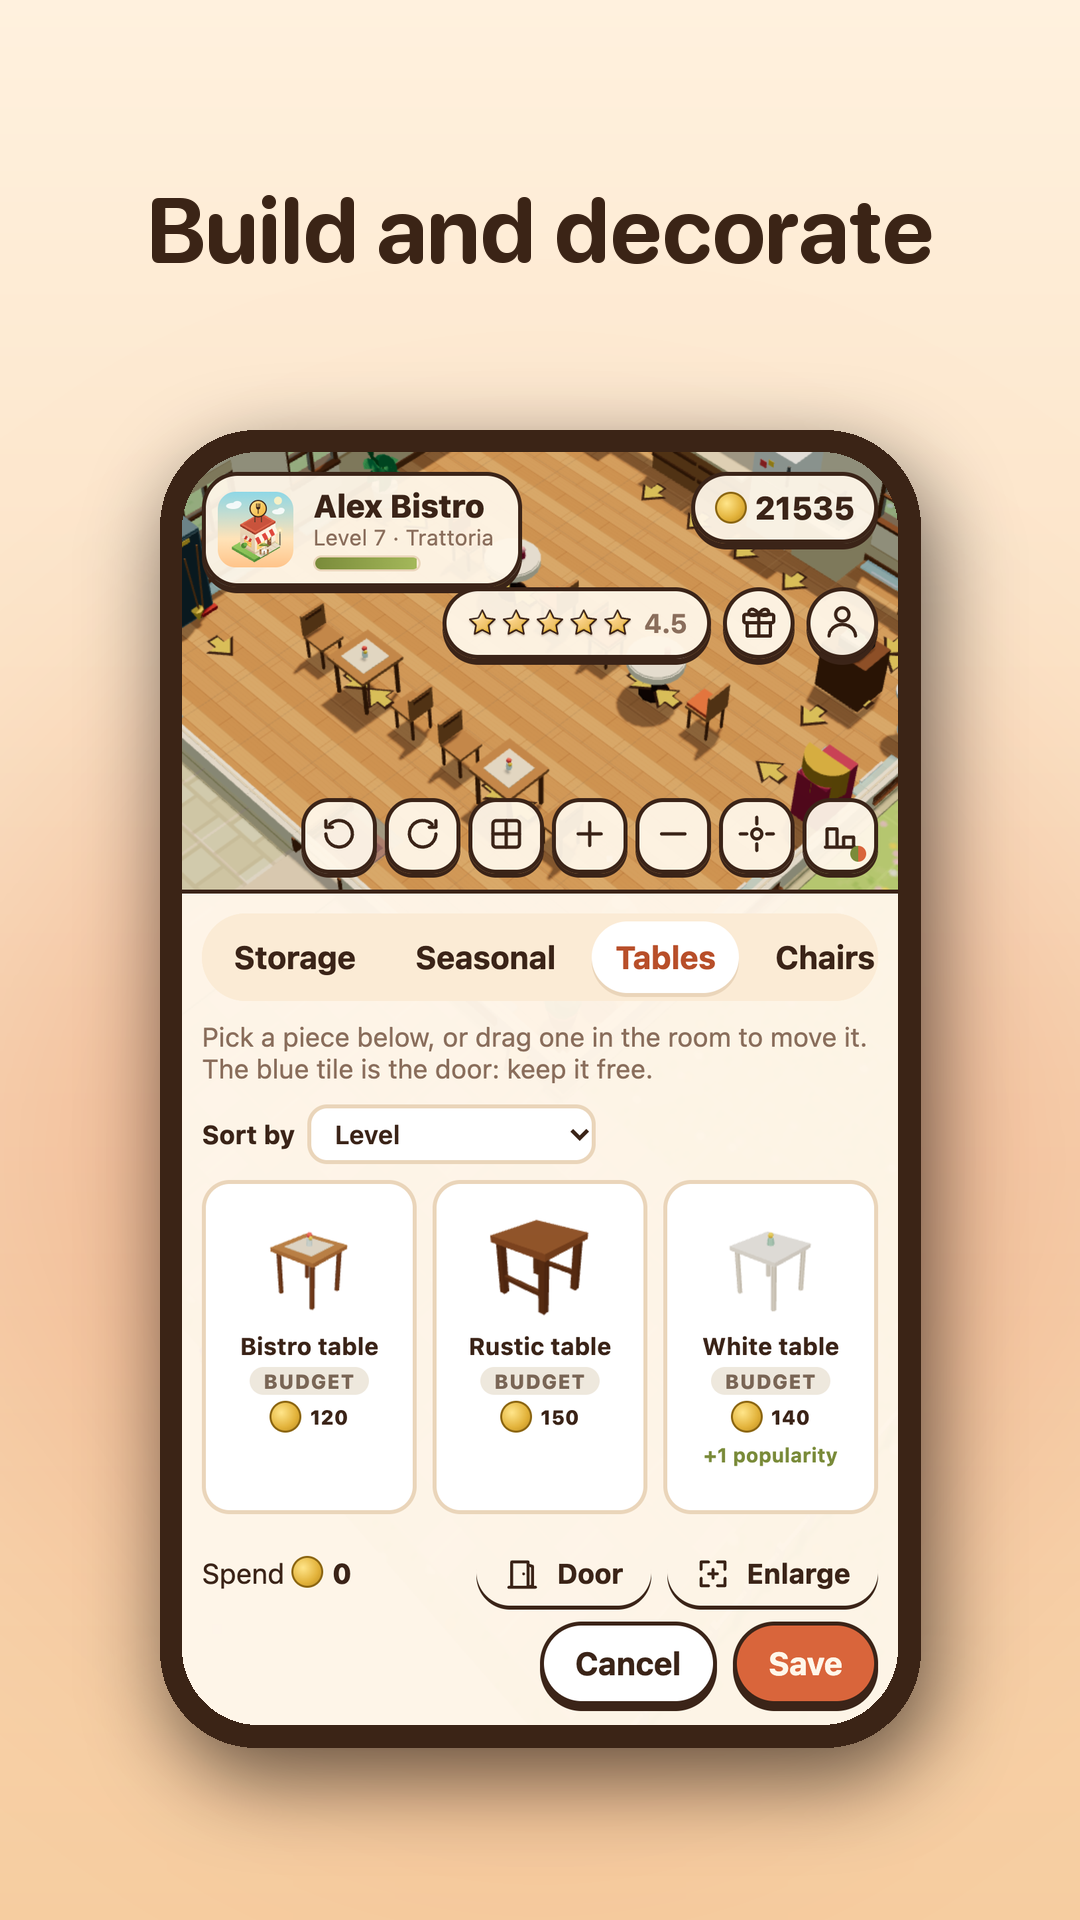 Build and decorate
Alex Bistro
Level 7 · Trattoria
21535
4.5
Storage
Seasonal
Tables
Chairs
Pick a piece below, or drag one in the room to move it.
The blue tile is the door: keep it free.
Sort by
Level
Bistro table
BUDGET
120
Rustic table
BUDGET
150
White table
BUDGET
140
+1 popularity
Spend 0
Door
Enlarge
Cancel
Save